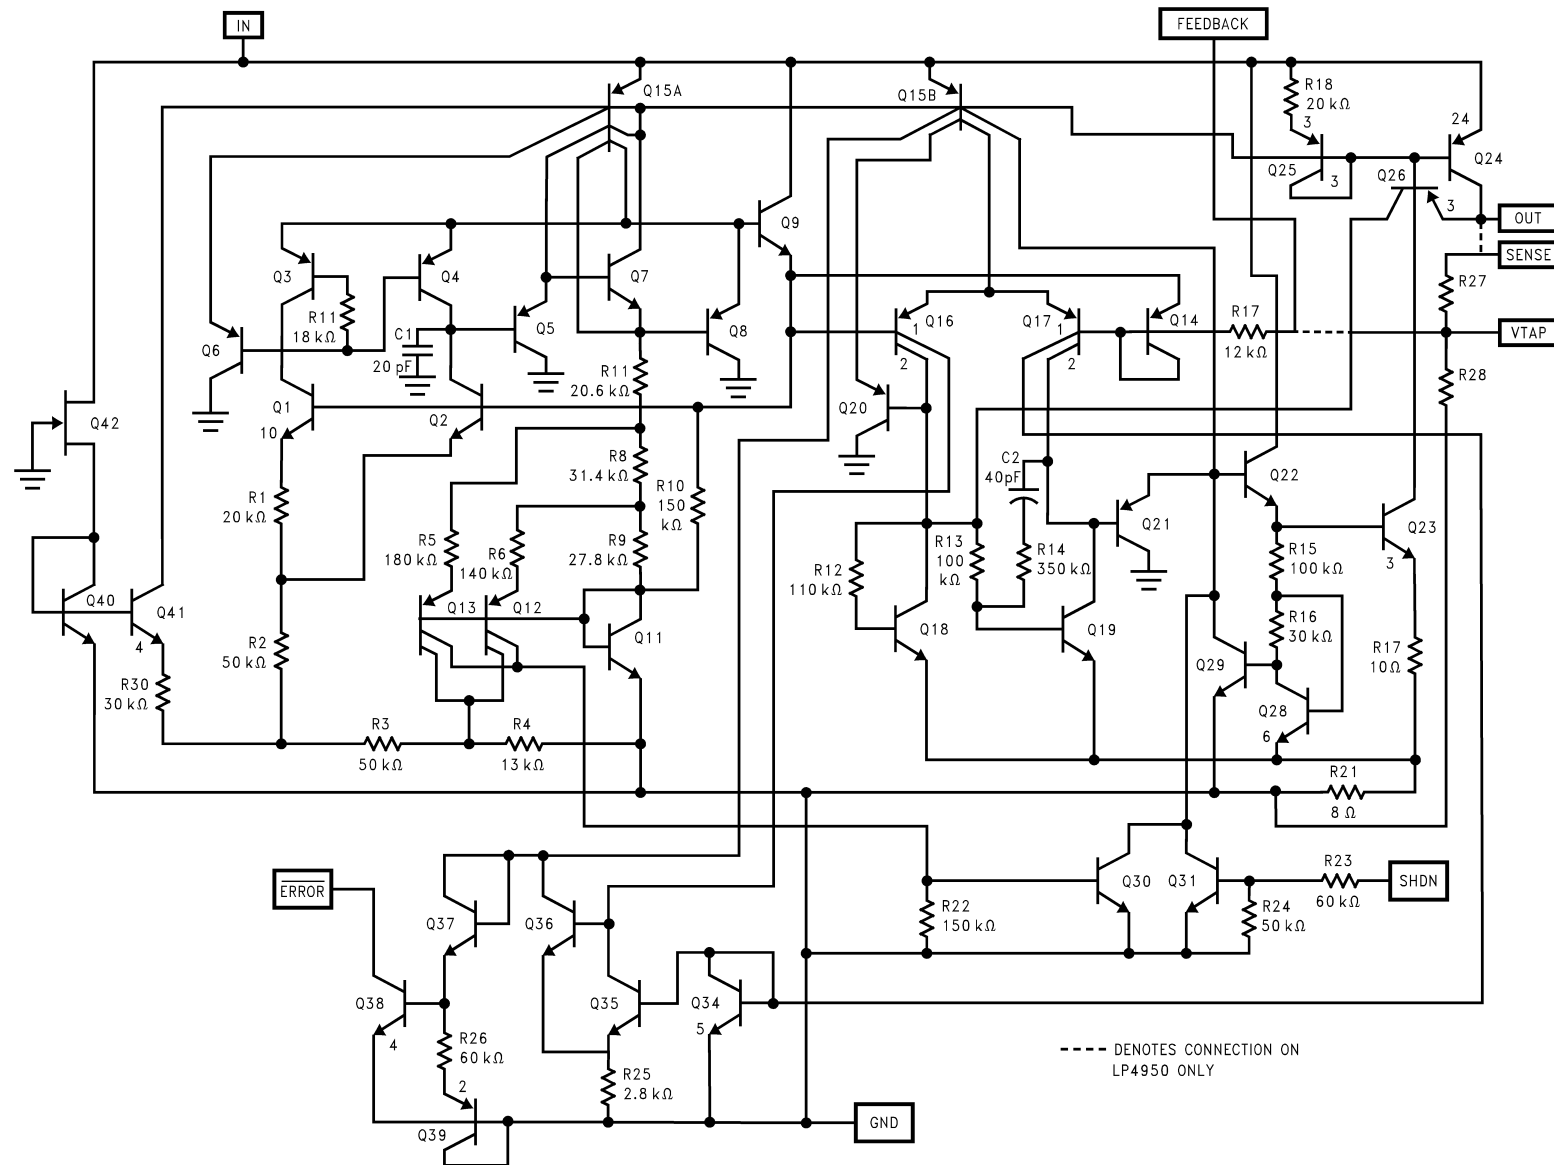 IN
FEEDBACK
Q15A
Q15B
R18
20 kΩ
3
Q25
3
24
Q24
Q26
3
OUT
SENSE
Q9
Q3
Q4
Q7
R11
18 kΩ
C1
20 pF
Q5
Q6
Q8
Q16
1
2
Q17
1
2
Q14
R17
12 kΩ
R27
VTAP
R28
R11
20.6 kΩ
Q42
Q1
10
Q2
Q20
R8
31.4 kΩ
R10
150
kΩ
C2
40pF
Q21
Q22
Q23
3
R1
20 kΩ
R5
180 kΩ
R6
140 kΩ
R9
27.8 kΩ
R12
110 kΩ
R13
100
kΩ
R14
350 kΩ
R15
100 kΩ
R16
30 kΩ
Q40
Q41
4
Q13
Q12
Q11
Q18
Q19
Q29
R17
10 Ω
R2
50 kΩ
R30
30 kΩ
Q28
6
R3
50 kΩ
R4
13 kΩ
R21
8 Ω
ERROR
Q37
Q36
R22
150 kΩ
Q30
Q31
R23
60 kΩ
SHDN
R24
50 kΩ
Q38
4
Q35
Q34
5
R26
60 kΩ
2
Q39
R25
2.8 kΩ
GND
DENOTES CONNECTION ON
LP4950 ONLY